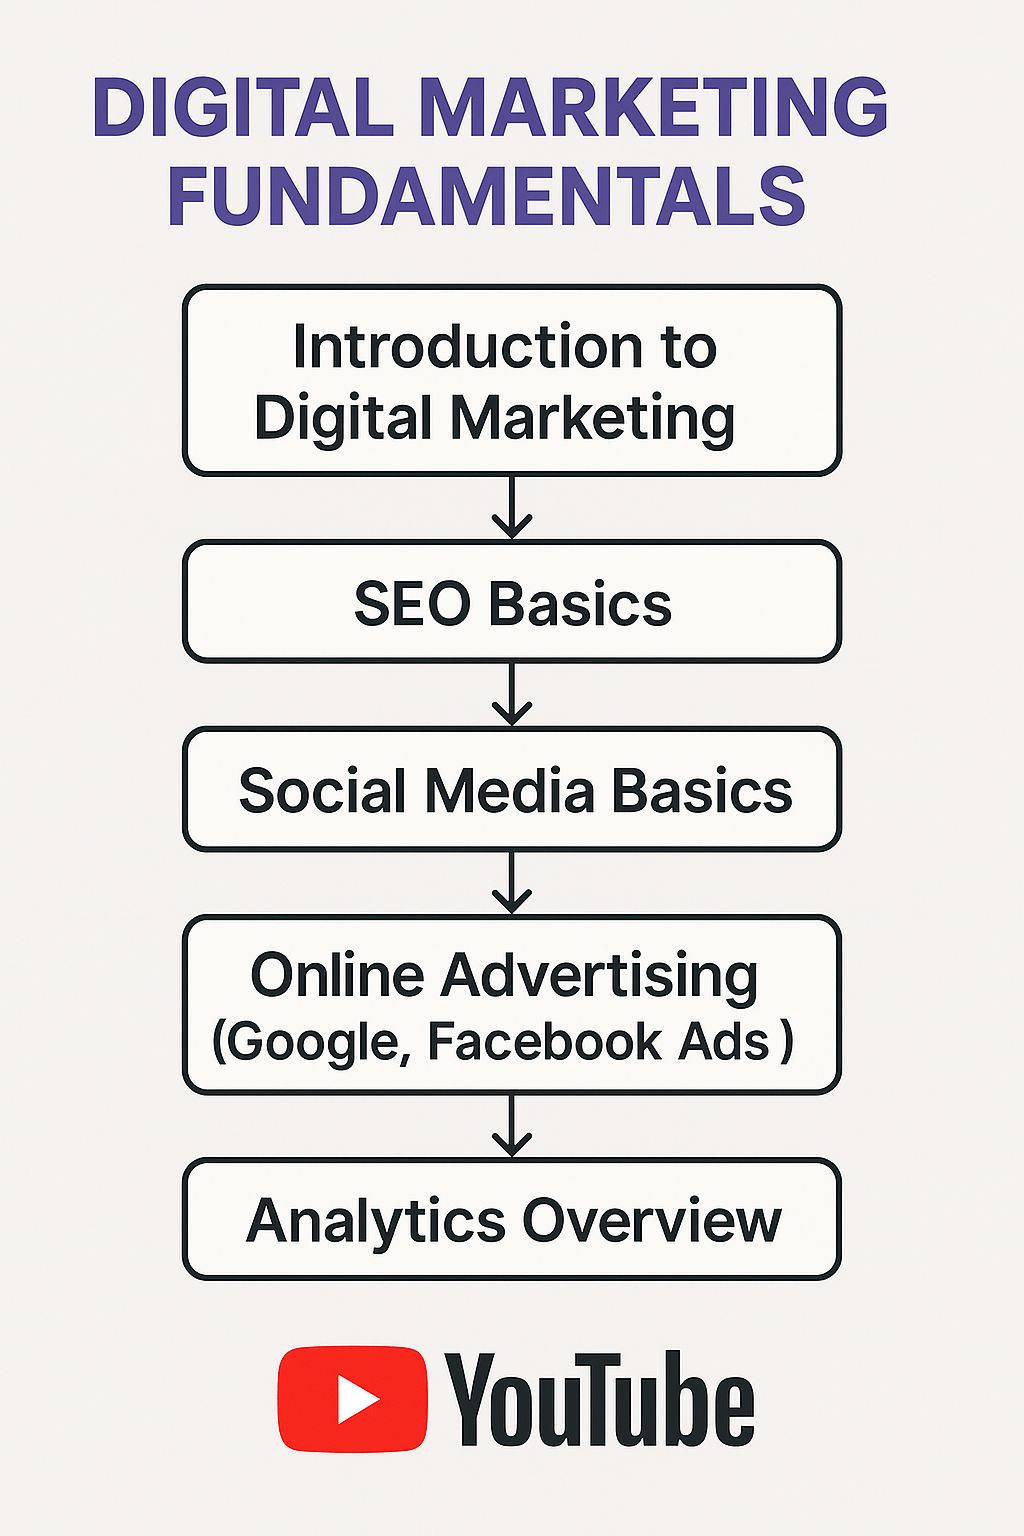 DIGITAL MARKETING
FUNDAMENTALS
Introduction to
Digital Marketing
SEO Basics
Social Media Basics
Online Advertising
(Google, Facebook Ads )
Analytics Overview
YouTube